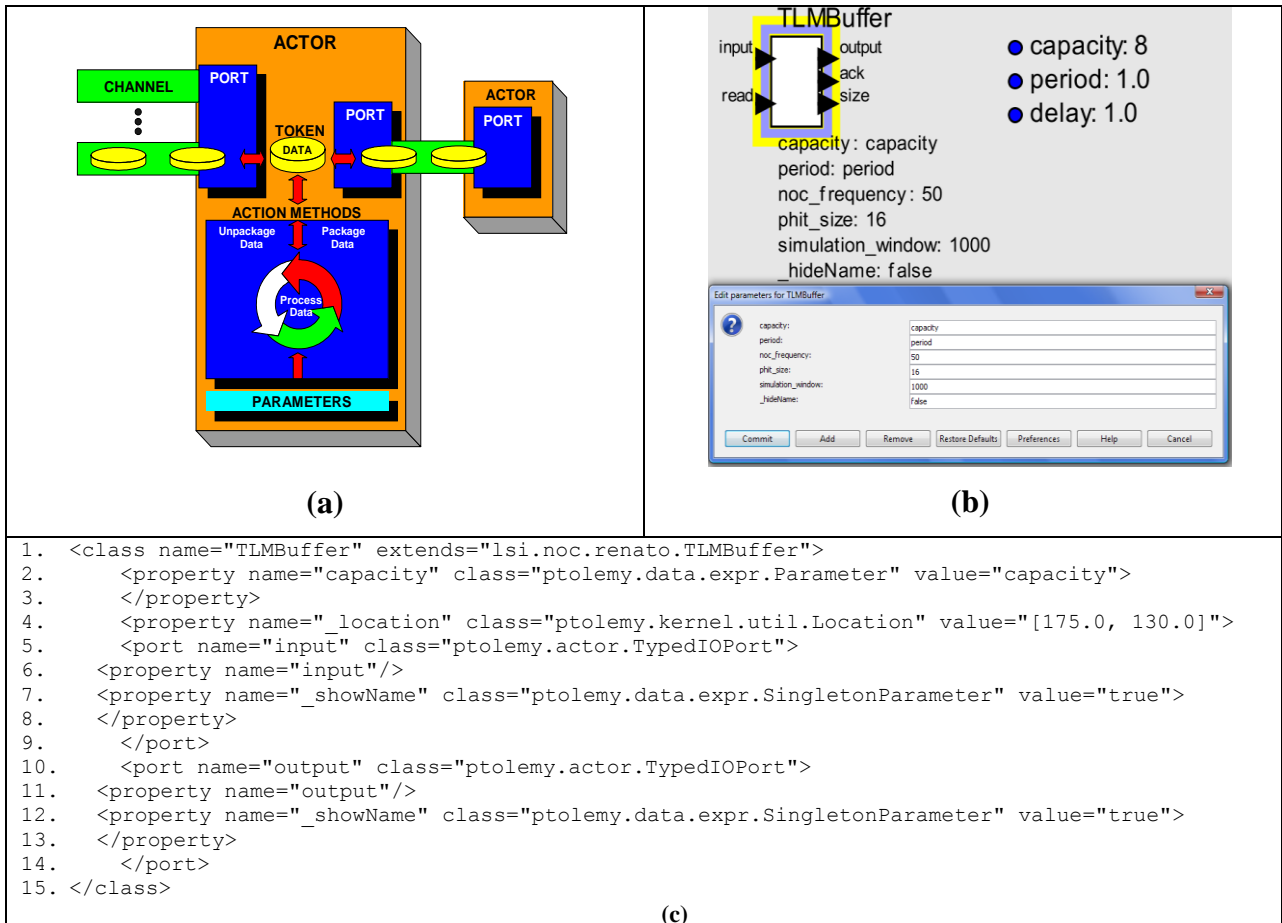 ACTOR
CHANNEL
PORT
TOKEN
DATA
PORT
ACTOR
PORT
ACTION METHODS
Unpackage
Data
Package
Data
Process
Data
PARAMETERS
(a)
TLMBuffer
input
read
output
ack
size
capacity: 8
period: 1.0
delay: 1.0
capacity: capacity
period: period
noc_frequency: 50
phit_size: 16
simulation_window: 1000
_hideName: false
Edit parameters for TLMBuffer
?
capacity: capacity
period: period
noc_frequency: 50
phit_size: 16
simulation_window: 1000
_hideName: false
Commit Add Remove Restore Defaults Preferences Help Cancel
(b)
1. <class name="TLMBuffer" extends="lsi.noc.renato.TLMBuffer">
2. <property name="capacity" class="ptolemy.data.expr.Parameter" value="capacity">
3. </property>
4. <property name="_location" class="ptolemy.kernel.util.Location" value="[175.0, 130.0]">
5. <port name="input" class="ptolemy.actor.TypedIOPort">
6. <property name="input"/>
7. <property name="_showName" class="ptolemy.data.expr.SingletonParameter" value="true">
8. </property>
9. </port>
10. <port name="output" class="ptolemy.actor.TypedIOPort">
11. <property name="output"/>
12. <property name="_showName" class="ptolemy.data.expr.SingletonParameter" value="true">
13. </property>
14. </port>
15. </class>
(c)